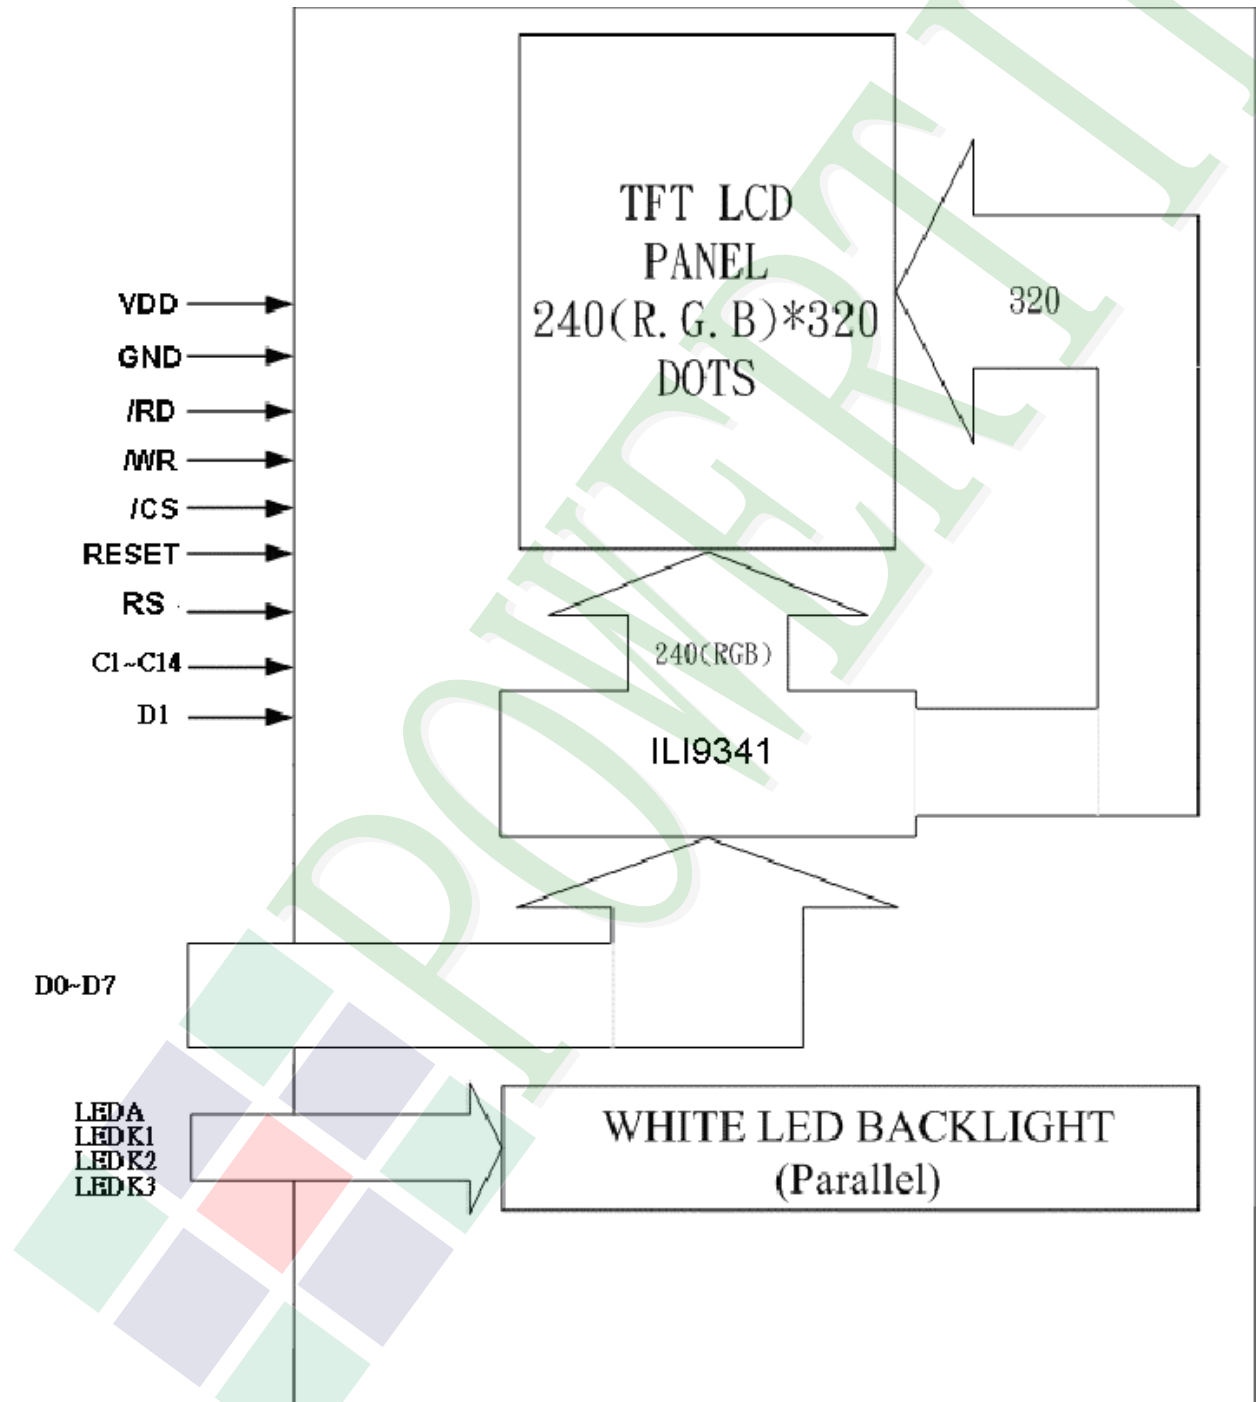 TFT LCD
PANEL
240(R.G.B)*320
DOTS
320
VDD
GND
/RD
/WR
/CS
RESET
RS
C1~C14
D1
240(RGB)
ILI9341
D0~D7
LEDA
LEDK1
LEDK2
LEDK3
WHITE LED BACKLIGHT
(Parallel)
POWERTI